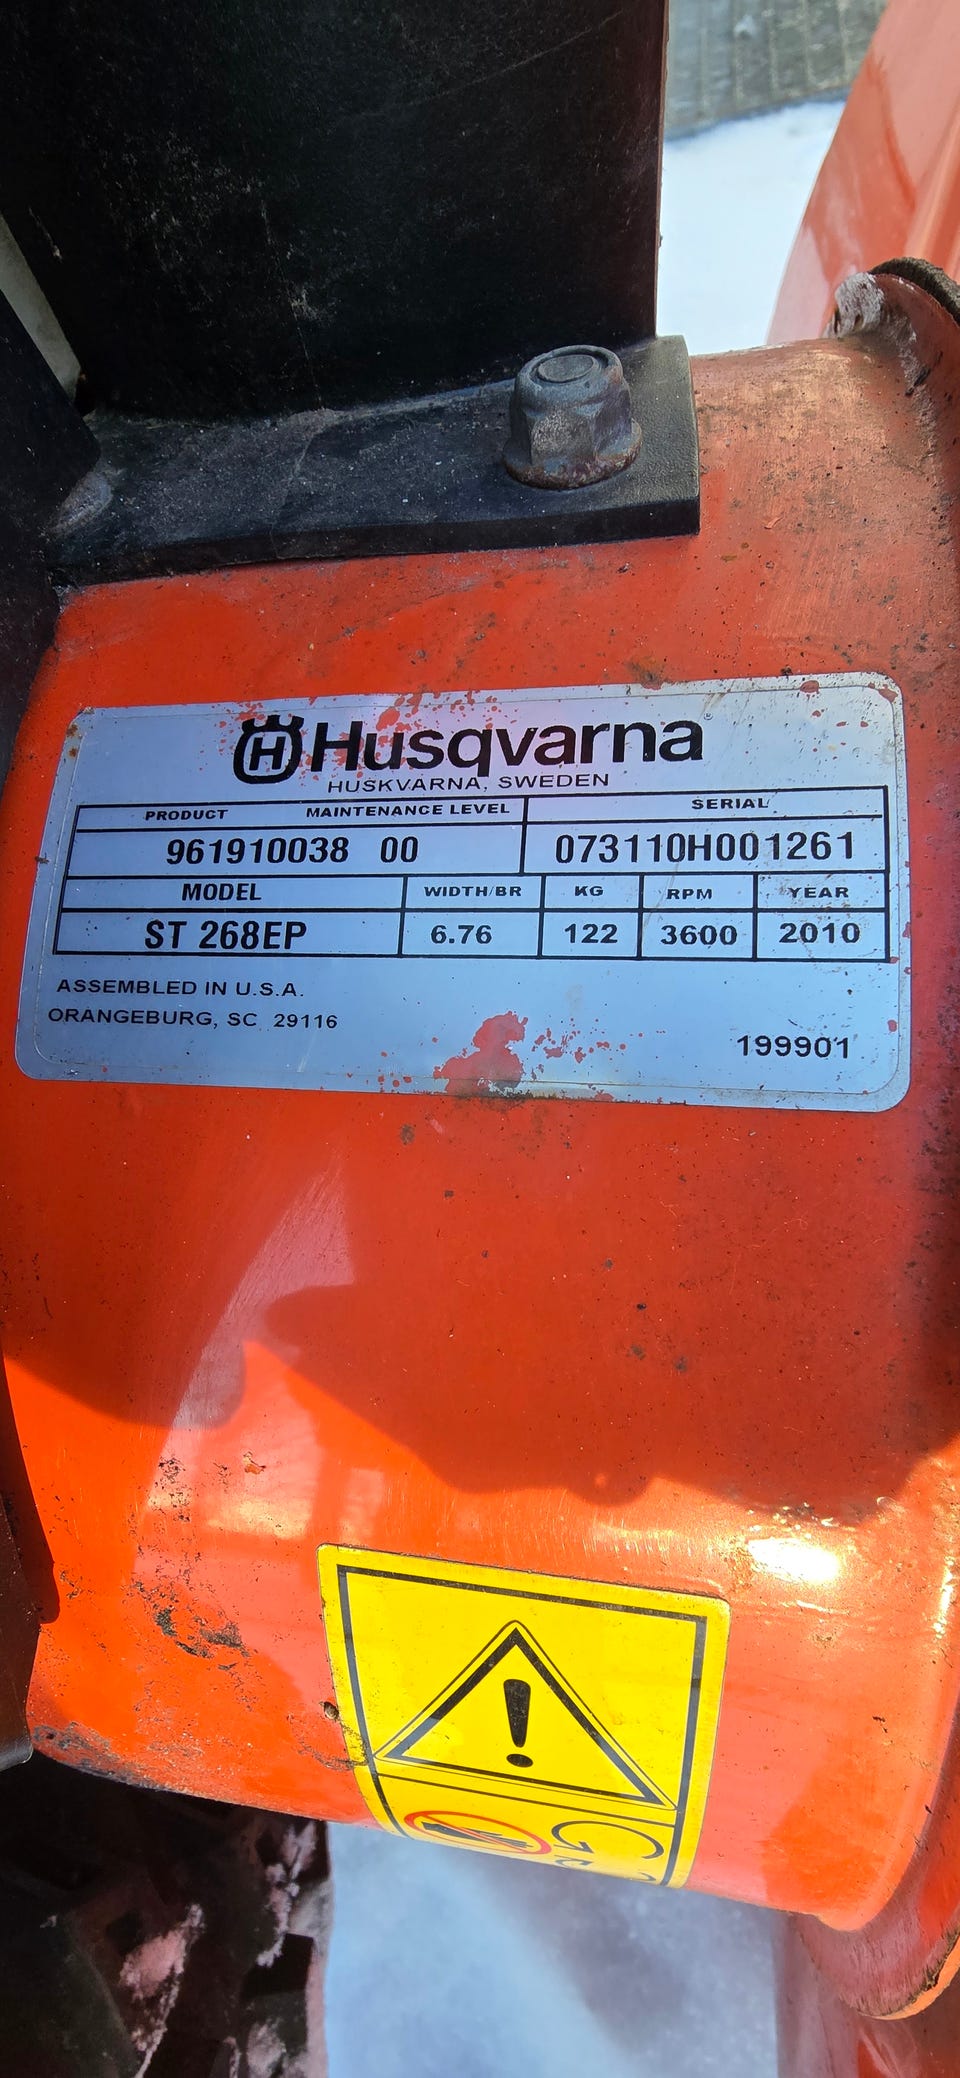 Husqvarna
HUSKVARNA, SWEDEN
PRODUCT MAINTENANCE LEVEL SERIAL
961910038 00 073110H001261
MODEL WIDTH/BR KG RPM YEAR
ST 268EP 6.76 122 3600 2010
ASSEMBLED IN U.S.A.
ORANGEBURG, SC 29116
199901